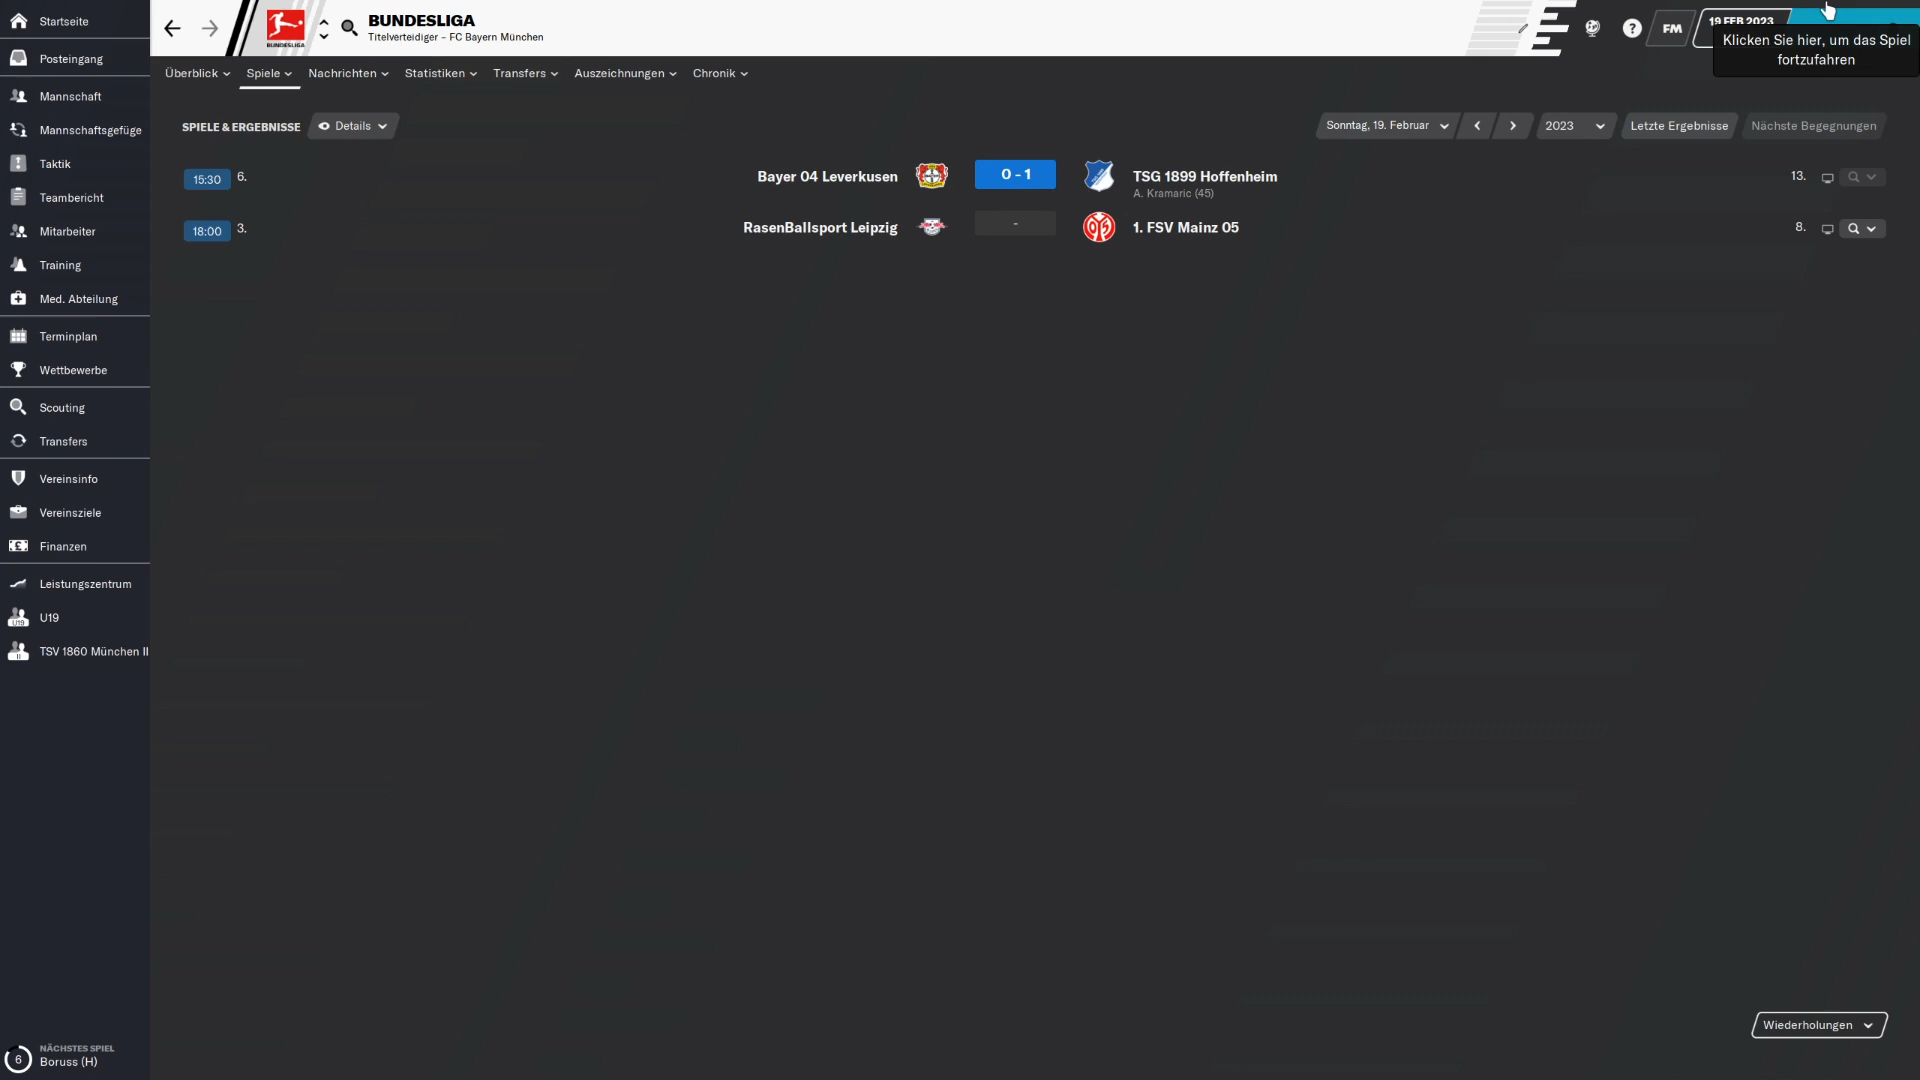 Startseite
Posteingang
Mannschaft
Mannschaftsgefüge
Taktik
Teambericht
Mitarbeiter
Training
Med. Abteilung
Terminplan
Wettbewerbe
Scouting
Transfers
Vereinsinfo
Vereinsziele
Finanzen
Leistungszentrum
U19
TSV 1860 München II
6
NÄCHSTES SPIEL
Boruss (H)
BUNDESLIGA
BUNDESLIGA
Titelverteidiger – FC Bayern München
?
FM
19 FEB 2023
Klicken Sie hier, um das Spiel
fortzufahren
Überblick Spiele Nachrichten Statistiken Transfers Auszeichnungen Chronik
SPIELE & ERGEBNISSE Details
Sonntag, 19. Februar 2023 Letzte Ergebnisse Nächste Begegnungen
15:30 6. Bayer 04 Leverkusen 0 - 1 TSG 1899 Hoffenheim 13.
A. Kramaric (45)
18:00 3. RasenBallsport Leipzig - 1. FSV Mainz 05 8.
Wiederholungen